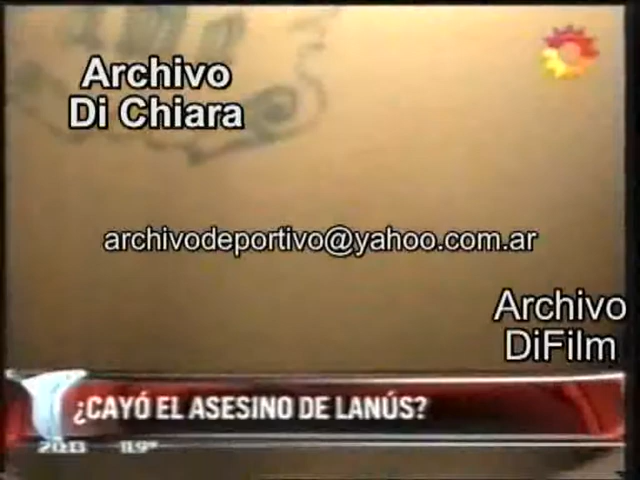 Archivo
Di Chiara
archivodeportivo@yahoo.com.ar
Archivo
DiFilm
¿CAYÓ EL ASESINO DE LANÚS?